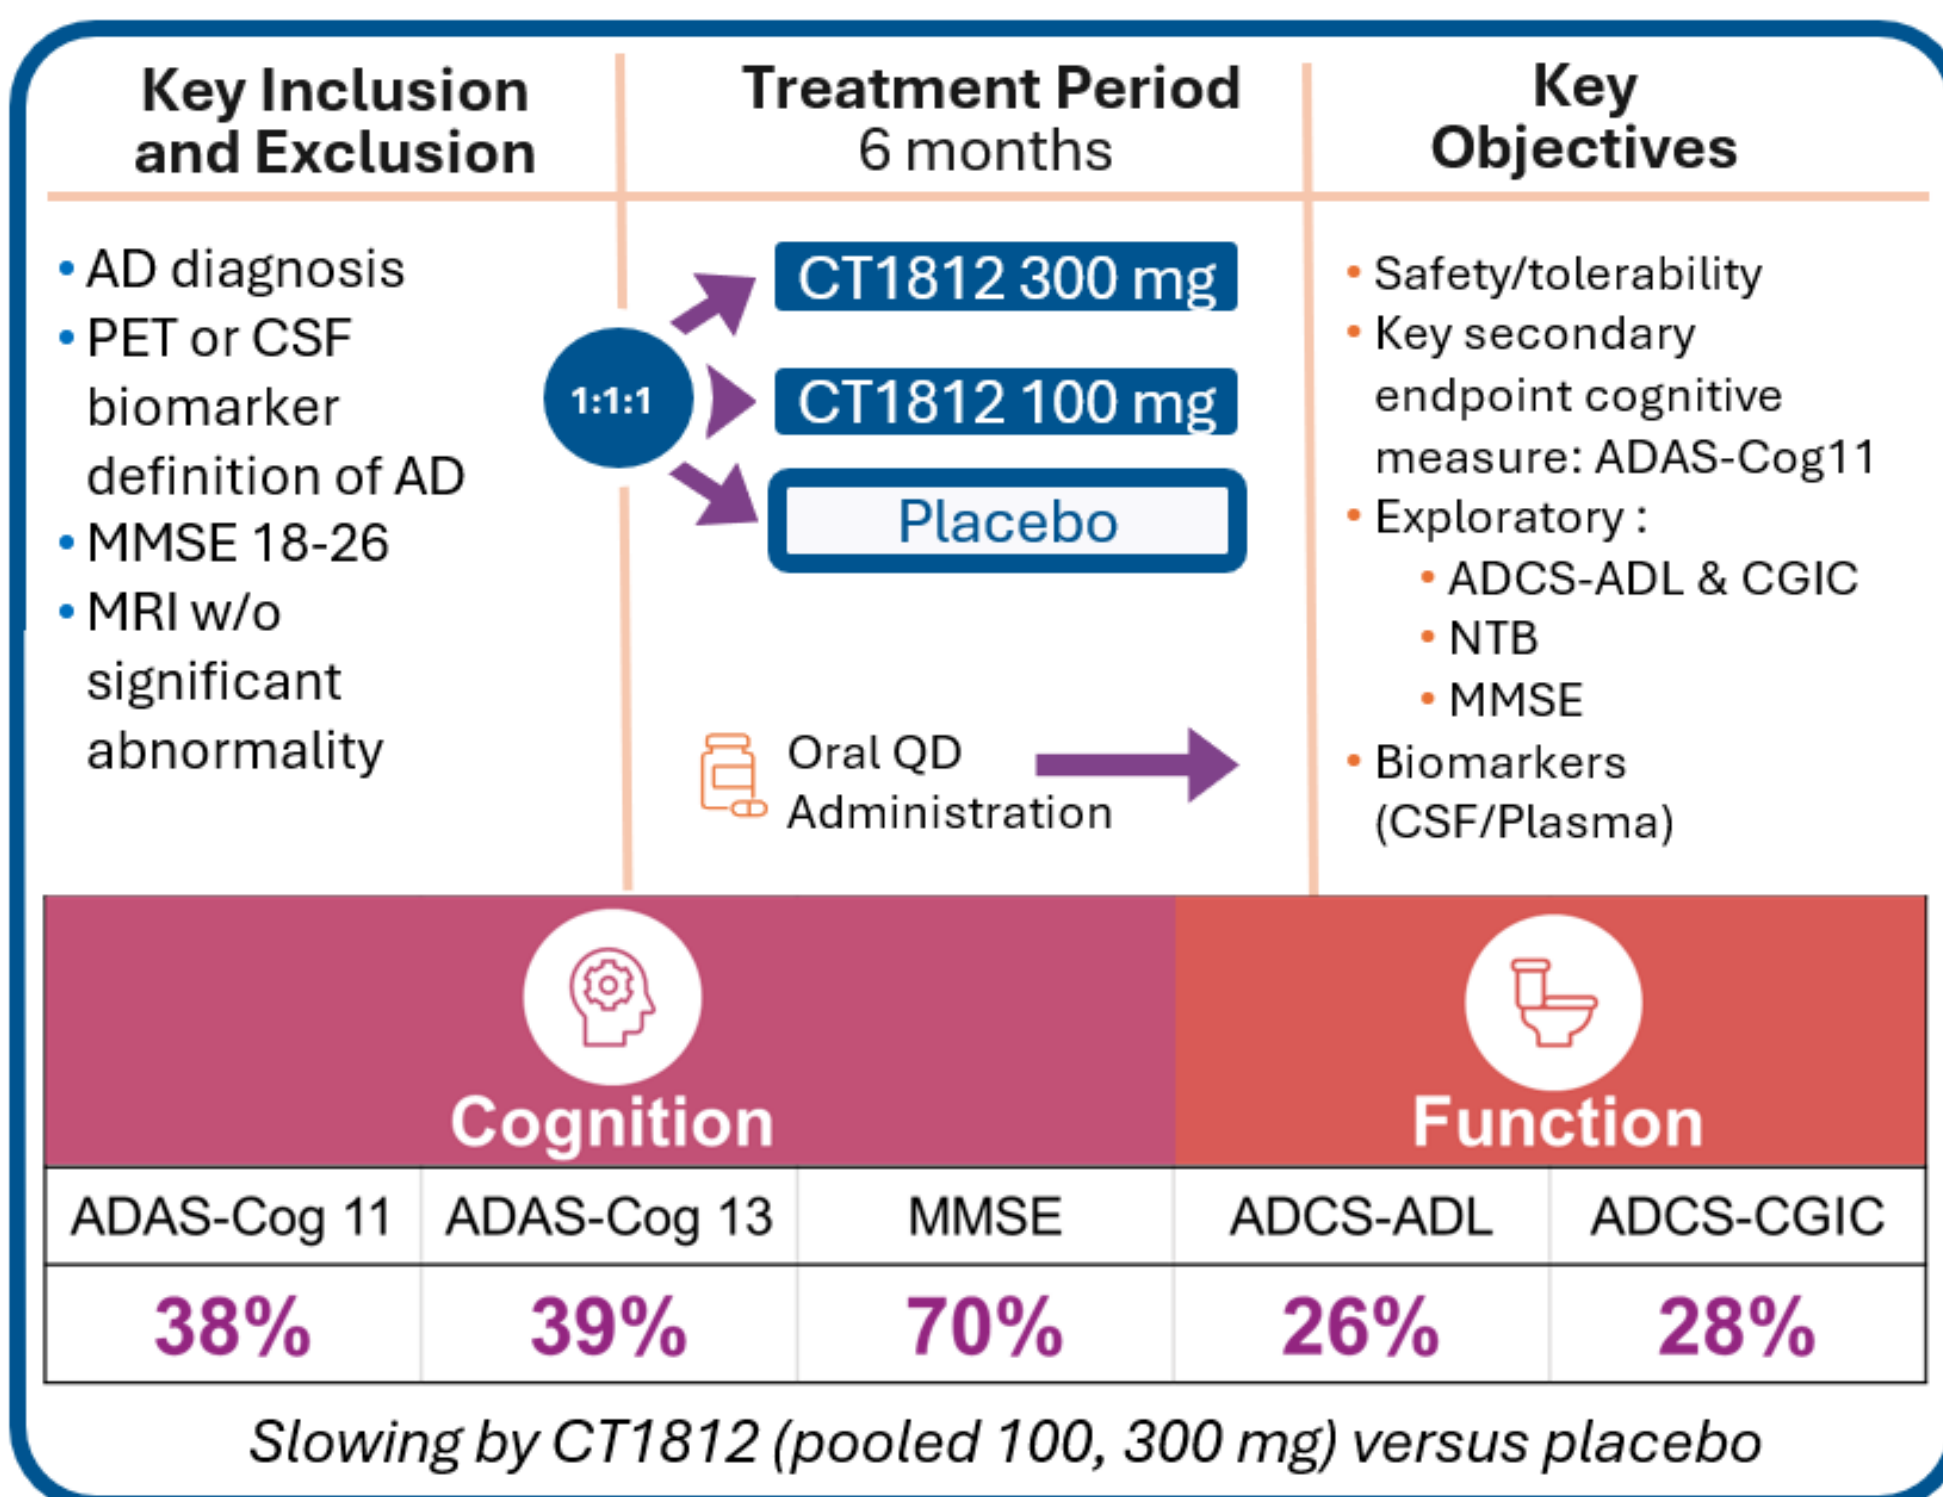 Key Inclusion
and Exclusion
Treatment Period
6 months
Key
Objectives
• AD diagnosis
• PET or CSF
biomarker
definition of AD
• MMSE 18-26
• MRI w/o
significant
abnormality
1:1:1
CT1812 300 mg
CT1812 100 mg
Placebo
Oral QD
Administration
• Safety/tolerability
• Key secondary
endpoint cognitive
measure: ADAS-Cog11
• Exploratory :
• ADCS-ADL & CGIC
• NTB
• MMSE
• Biomarkers
(CSF/Plasma)
Cognition
Function
ADAS-Cog 11
ADAS-Cog 13
MMSE
ADCS-ADL
ADCS-CGIC
38%
39%
70%
26%
28%
Slowing by CT1812 (pooled 100, 300 mg) versus placebo